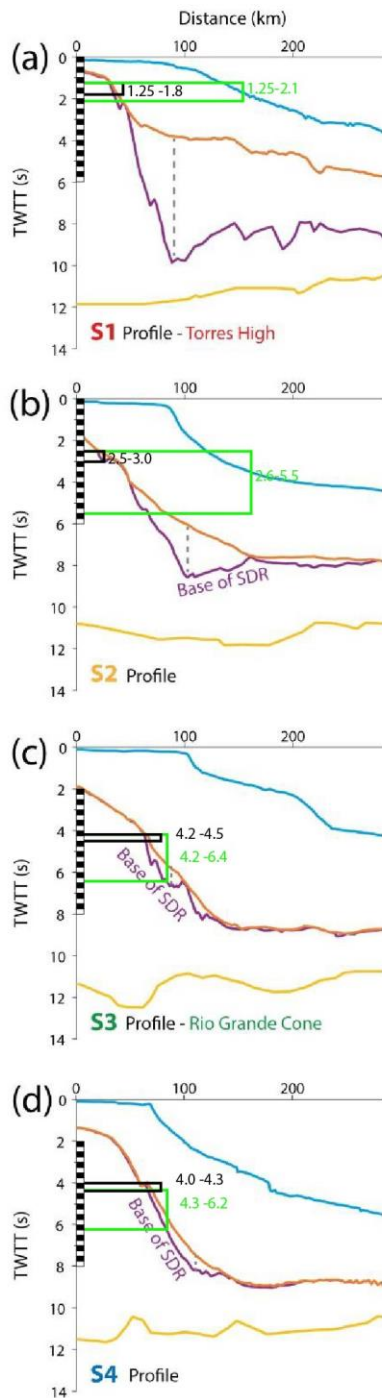 Distance (km)
0 100 200
(a)
0
2
4
6
8
10
12
14
TWTT (s)
1.25 -1.8
1.25-2.1
S1 Profile - Torres High
0 100 200
(b)
0
2
4
6
8
10
12
14
TWTT (s)
2.5-3.0
2.6-5.5
Base of SDR
S2 Profile
0 100 200
(c)
0
2
4
6
8
10
12
14
TWTT (s)
4.2 -4.5
4.2 -6.4
Base of SDR
S3 Profile - Rio Grande Cone
0 100 200
(d)
0
2
4
6
8
10
12
14
TWTT (s)
4.0 -4.3
4.3 -6.2
Base of SDR
S4 Profile